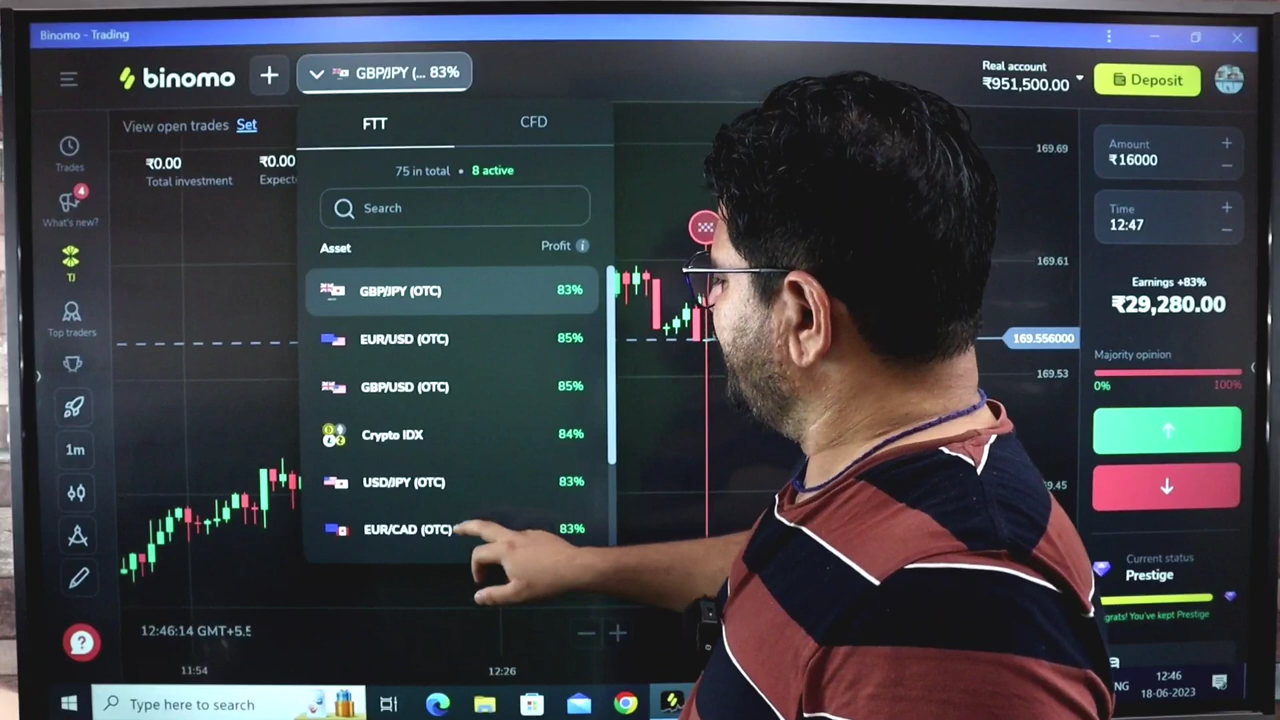 Binomo - Trading
binomo
GBP/JPY (... 83%
Real account
₹951,500.00
Deposit
View open trades Set
₹0.00
₹0.00
Total investment
Trades
4
What's new?
TJ
Top traders
1m
FTT
CFD
75 in total • 8 active
Search
Asset
Profit
GBP/JPY (OTC) 83%
EUR/USD (OTC) 85%
GBP/USD (OTC) 85%
Crypto IDX 84%
USD/JPY (OTC) 83%
EUR/CAD (OTC) 83%
169.69
169.61
169.556000
169.53
Amount
₹16000
Time
12:47
Earnings +83%
₹29,280.00
Majority opinion
0% 100%
Current status
Prestige
You've kept Prestige
12:46:14
11:54
12:26
Type here to search
12:46
18-06-2023